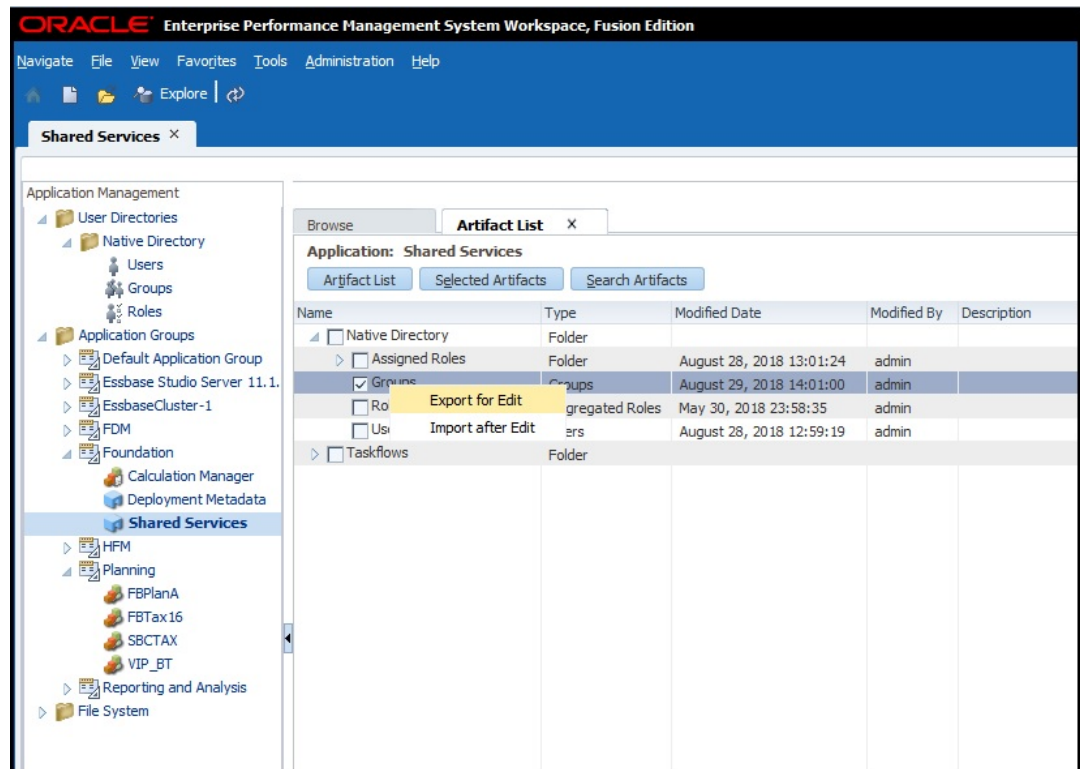 ORACLE Enterprise Performance Management System Workspace, Fusion Edition
Navigate File View Favorites Tools Administration Help
Explore
Shared Services ×
Application Management
User Directories
Native Directory
Users
Groups
Roles
Application Groups
Default Application Group
Essbase Studio Server 11.1.
EssbaseCluster-1
FDM
Foundation
Calculation Manager
Deployment Metadata
Shared Services
HFM
Planning
FBPlanA
FBTax16
SBCTAX
VIP_BT
Reporting and Analysis
File System
Browse Artifact List X
Application: Shared Services
Artifact List Selected Artifacts Search Artifacts
Name Type Modified Date Modified By Description
Native Directory Folder
Assigned Roles Folder August 28, 2018 13:01:24 admin
Groups Groups August 29, 2018 14:01:00 admin
Export for Edit
Ro gregated Roles May 30, 2018 23:58:35 admin
Import after Edit
Us ers August 28, 2018 12:59:19 admin
Taskflows Folder